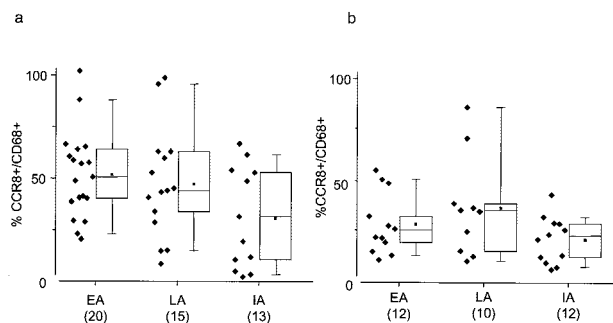 a
% CCR8+/CD68+
100
50
0
EA
(20)
LA
(15)
IA
(13)
b
%CCR8+/CD68+
100
50
0
EA
(12)
LA
(10)
IA
(12)